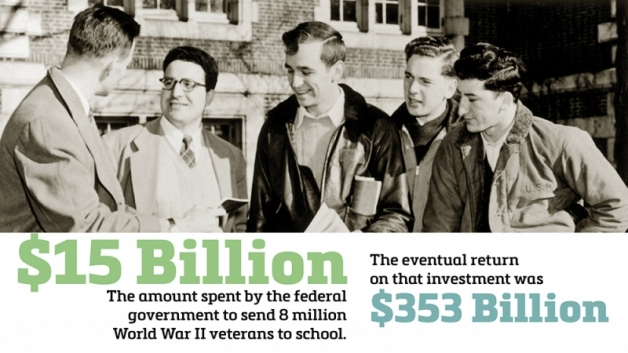 $15 Billion
The amount spent by the federal
government to send 8 million
World War II veterans to school.
The eventual return
on that investment was
$353 Billion